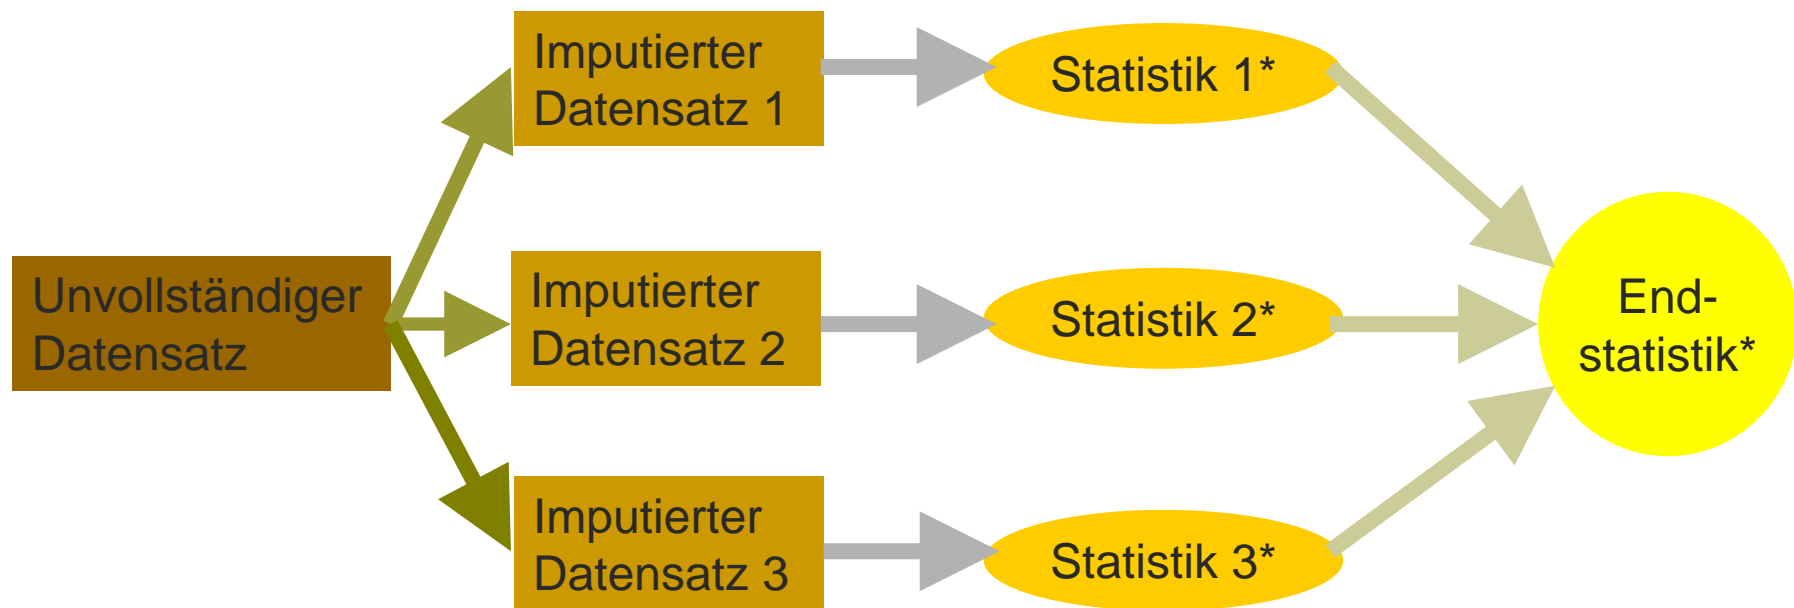 Imputierter
Datensatz 1
Statistik 1*
Unvollständiger
Datensatz
Imputierter
Datensatz 2
Statistik 2*
End-
statistik*
Imputierter
Datensatz 3
Statistik 3*